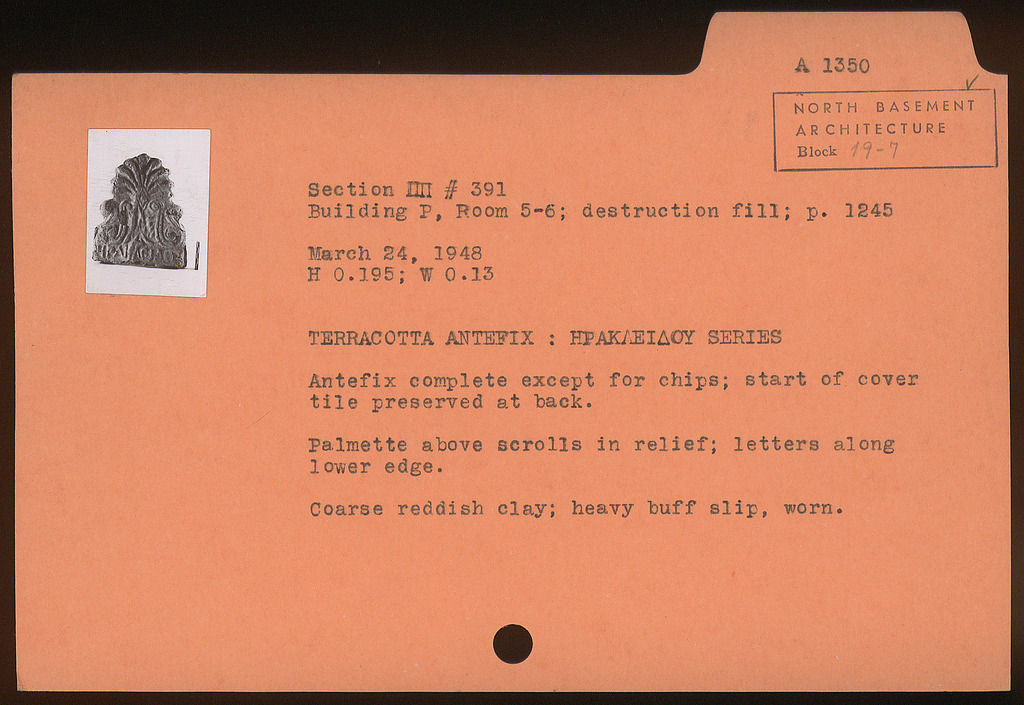 A 1350
NORTH BASEMENT
ARCHITECTURE
Block 19-7
Section ΠΠ # 391
Building P, Room 5-6; destruction fill; p. 1245
March 24, 1948
H 0.195; W 0.13
TERRACOTTA ANTEFIX : ΗΡΑΚΛΕΙΔΟΥ SERIES
Antefix complete except for chips; start of cover
tile preserved at back.
Palmette above scrolls in relief; letters along
lower edge.
Coarse reddish clay; heavy buff slip, worn.